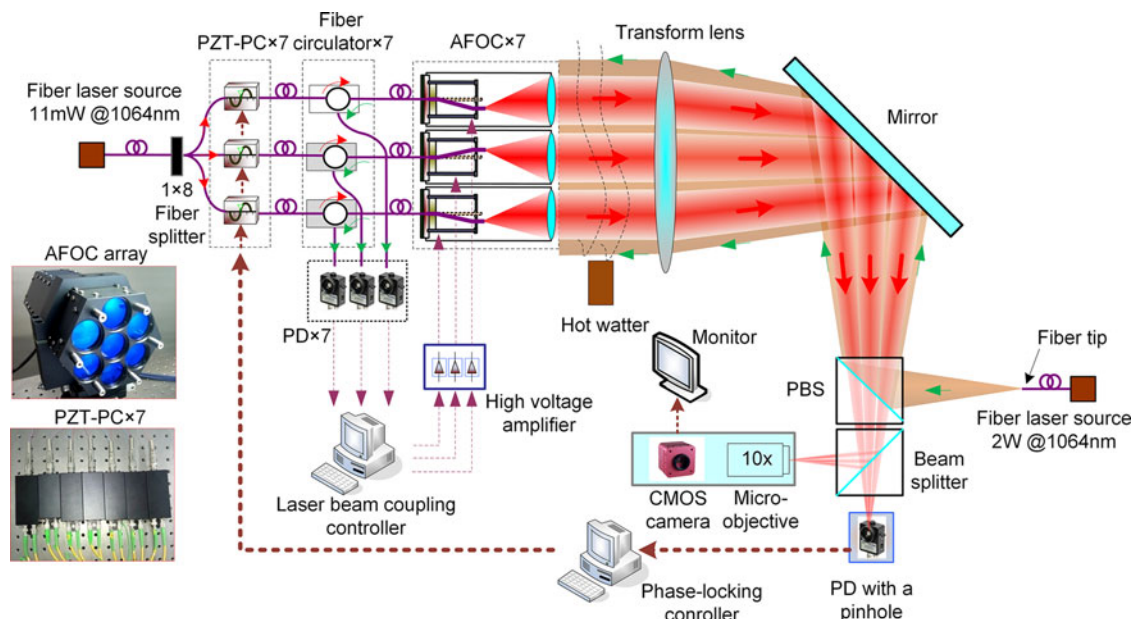 PZT-PC×7
Fiber
circulator×7
AFOC×7
Transform lens
Fiber laser source
11mW @1064nm
Mirror
1×8
Fiber
splitter
AFOC array
PD×7
Hot watter
Monitor
Fiber tip
PBS
PZT-PC×7
High voltage
amplifier
Fiber laser source
2W @1064nm
10x
Beam
splitter
Laser beam coupling
controller
CMOS
camera
Micro-
objective
Phase-locking
conroller
PD with a
pinhole